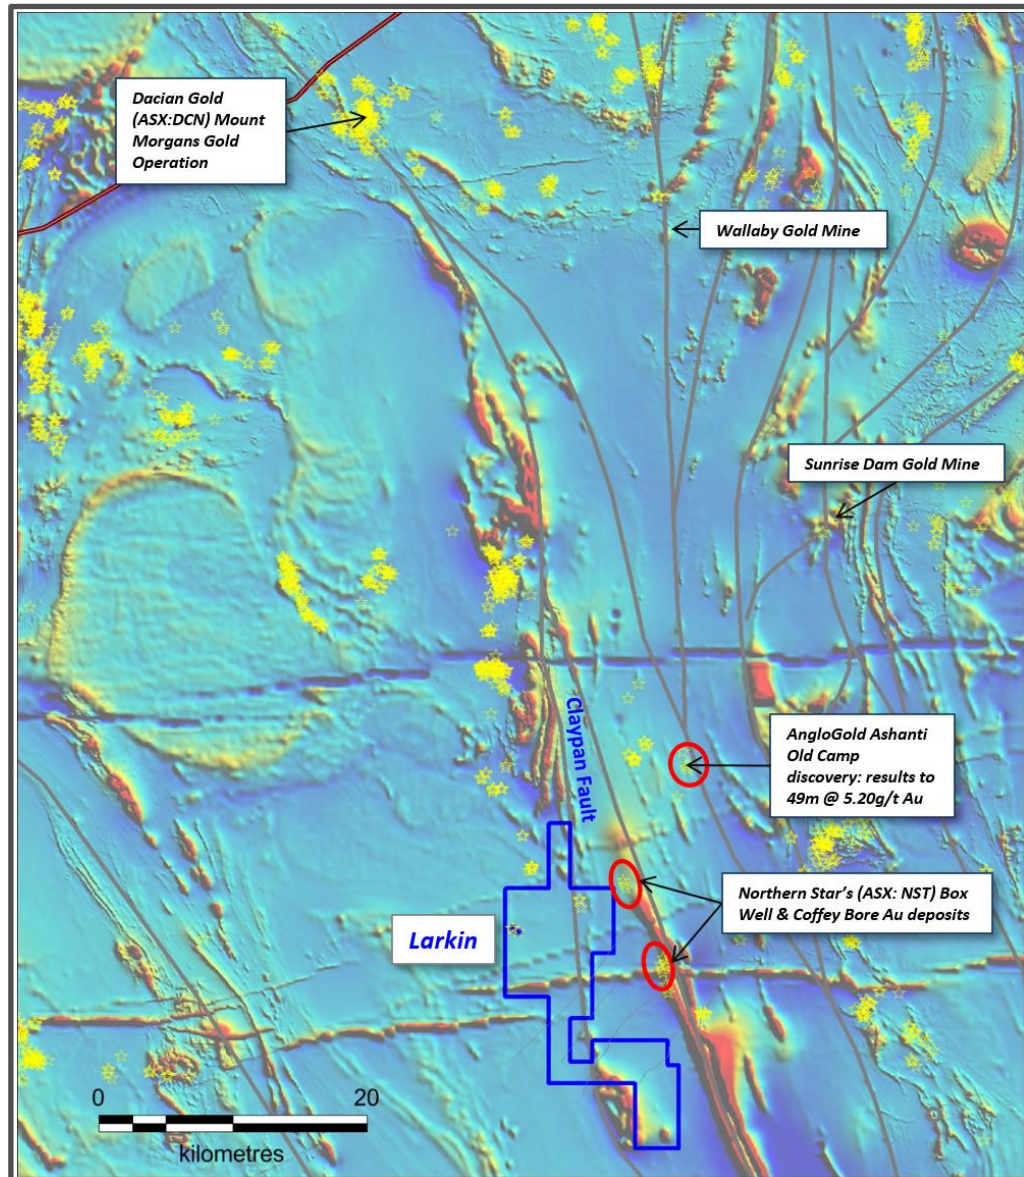 Dacian Gold
(ASX:DCN) Mount
Morgans Gold
Operation
Wallaby Gold Mine
Sunrise Dam Gold Mine
Claypan Fault
AngloGold Ashanti
Old Camp
discovery: results to
49m @ 5.20g/t Au
Northern Star's (ASX: NST) Box
Well & Coffey Bore Au deposits
Larkin
0 20
kilometres